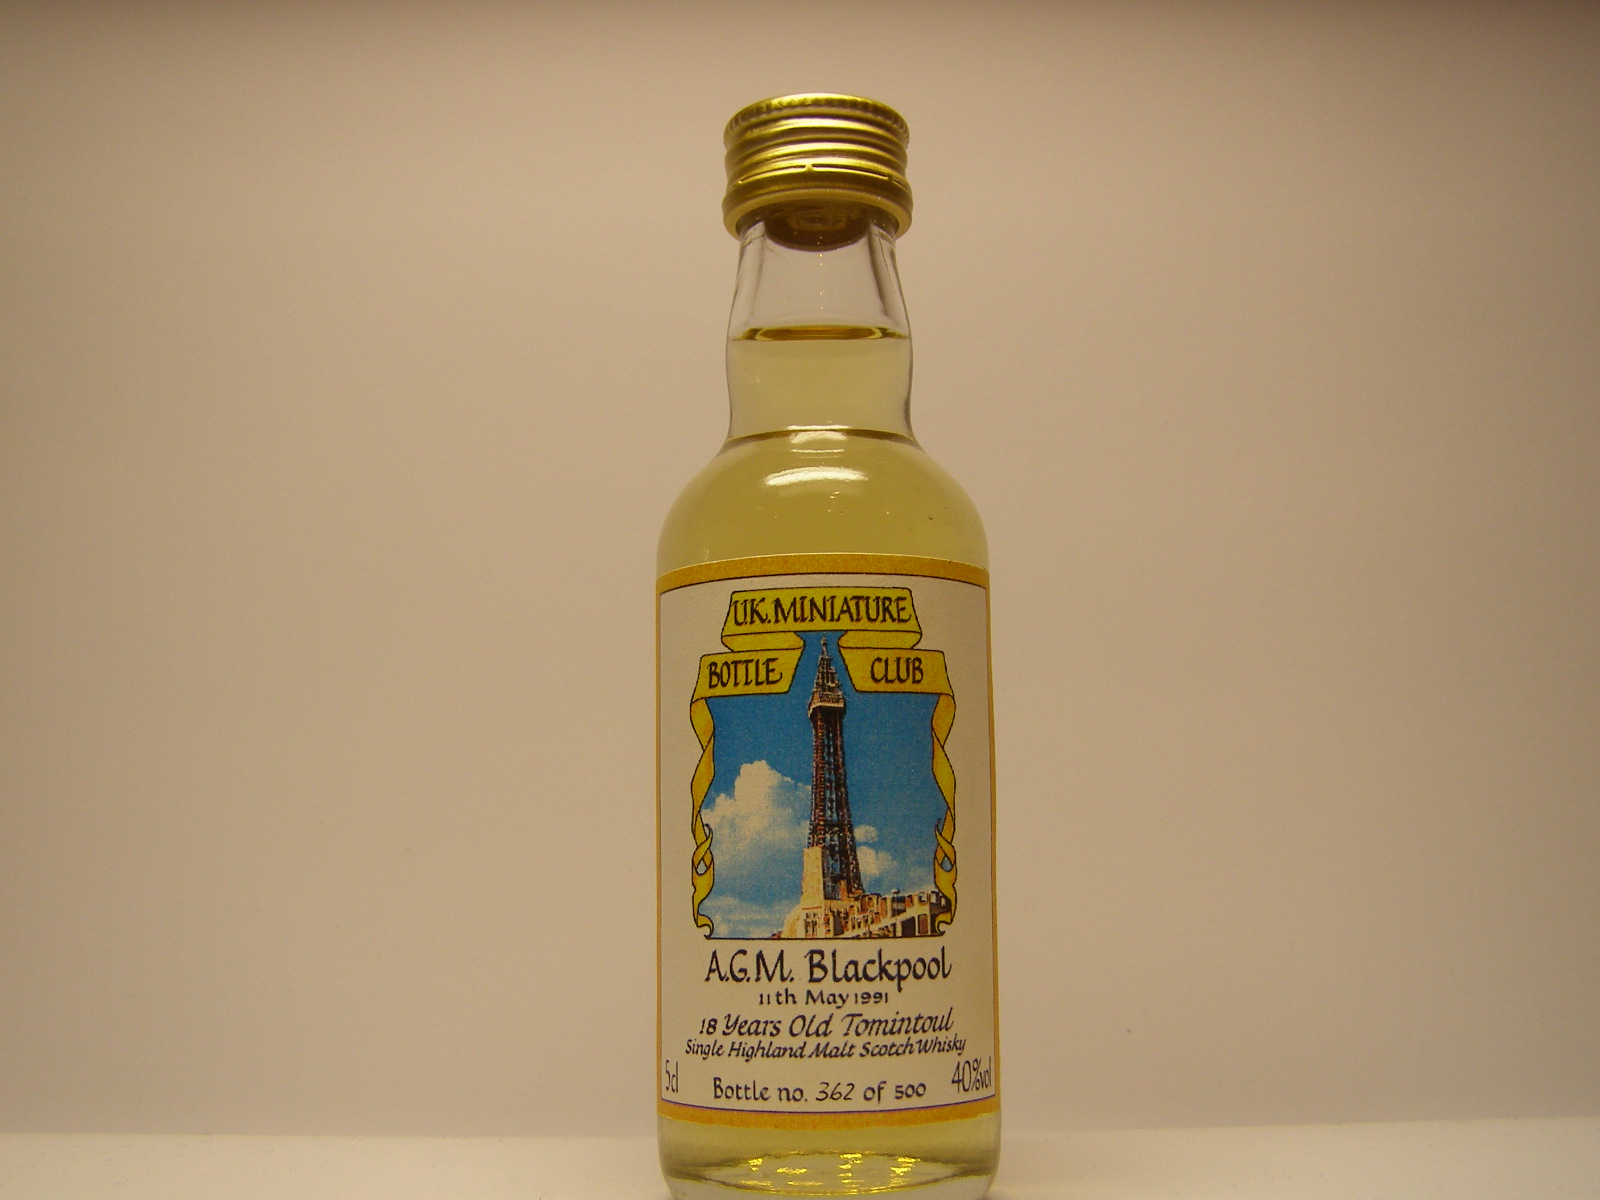 U.K. MINIATURE
BOTTLE CLUB
A.G.M. Blackpool
11th May 1991
18 Years Old Tomintoul
Single Highland Malt Scotch Whisky
5cl 40%vol
Bottle no. 362 of 500